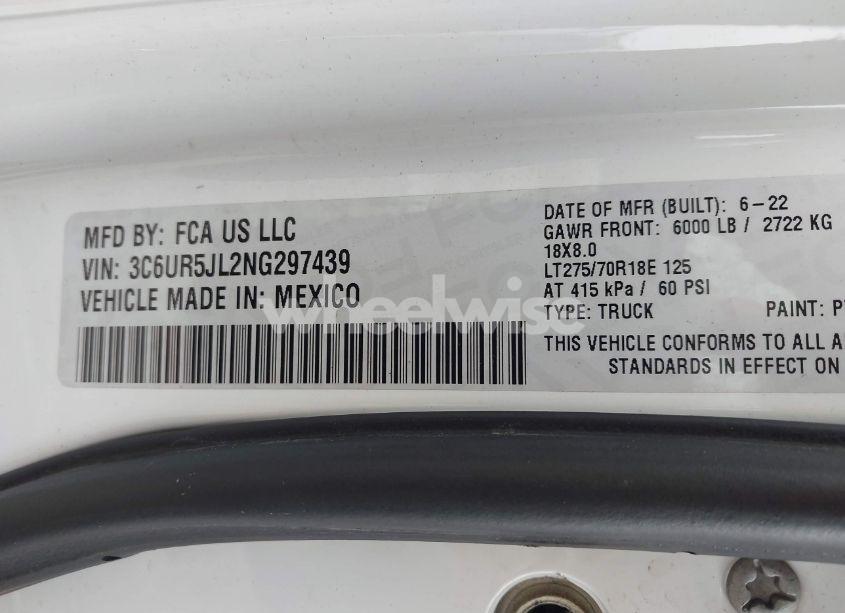 MFD BY: FCA US LLC
VIN: 3C6UR5JL2NG297439
VEHICLE MADE IN: MEXICO
DATE OF MFR (BUILT): 6-22
GAWR FRONT: 6000 LB / 2722 KG
18X8.0
LT275/70R18E 125
AT 415 kPa / 60 PSI
TYPE: TRUCK PAINT:
THIS VEHICLE CONFORMS TO ALL
STANDARDS IN EFFECT ON
wheelwise